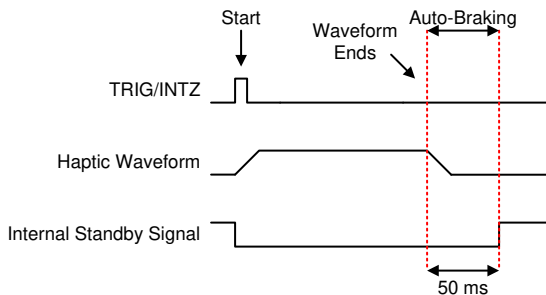 Start
Auto-Braking
Waveform
Ends
TRIG/INTZ
Haptic Waveform
Internal Standby Signal
50 ms